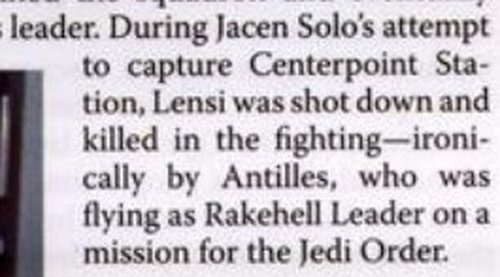 leader. During Jacen Solo's attempt
to capture Centerpoint Sta-
tion, Lensi was shot down and
killed in the fighting—ironi-
cally by Antilles, who was
flying as Rakehell Leader on a
mission for the Jedi Order.